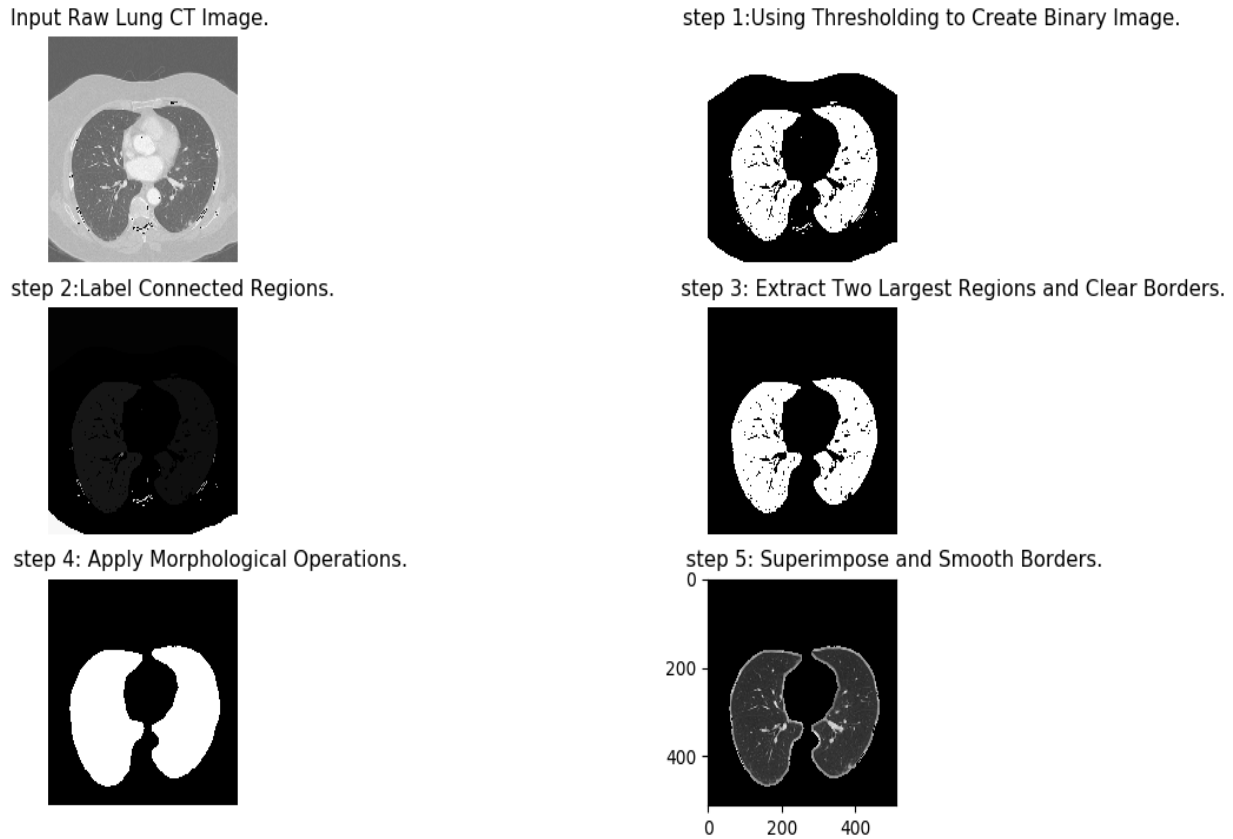 Input Raw Lung CT Image.
step 1:Using Thresholding to Create Binary Image.
step 2:Label Connected Regions.
step 3: Extract Two Largest Regions and Clear Borders.
step 4: Apply Morphological Operations.
step 5: Superimpose and Smooth Borders.
0
200
400
0 200 400